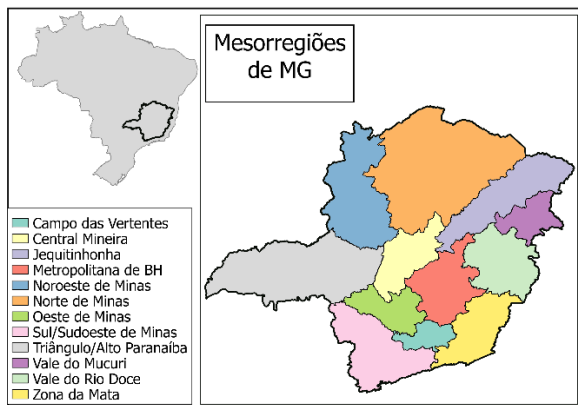 Mesorregiões
de MG
Campo das Vertentes
Central Mineira
Jequitinhonha
Metropolitana de BH
Noroeste de Minas
Norte de Minas
Oeste de Minas
Sul/Sudoeste de Minas
Triângulo/Alto Paranaíba
Vale do Mucuri
Vale do Rio Doce
Zona da Mata